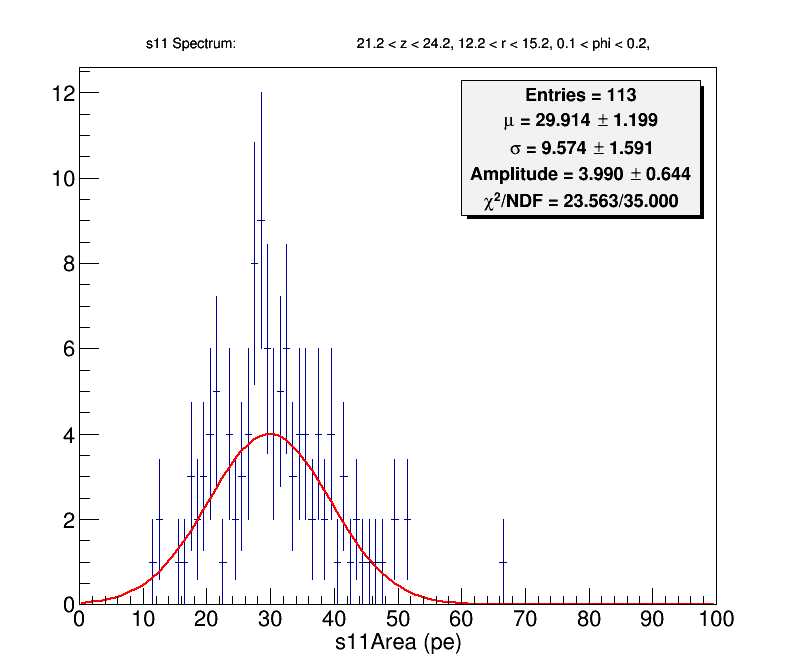 s11 Spectrum: 21.2 < z < 24.2, 12.2 < r < 15.2, 0.1 < phi < 0.2,
Entries = 113
μ = 29.914 ± 1.199
σ = 9.574 ± 1.591
Amplitude = 3.990 ± 0.644
χ²/NDF = 23.563/35.000
12
10
8
6
4
2
0
0 10 20 30 40 50 60 70 80 90 100
s11Area (pe)